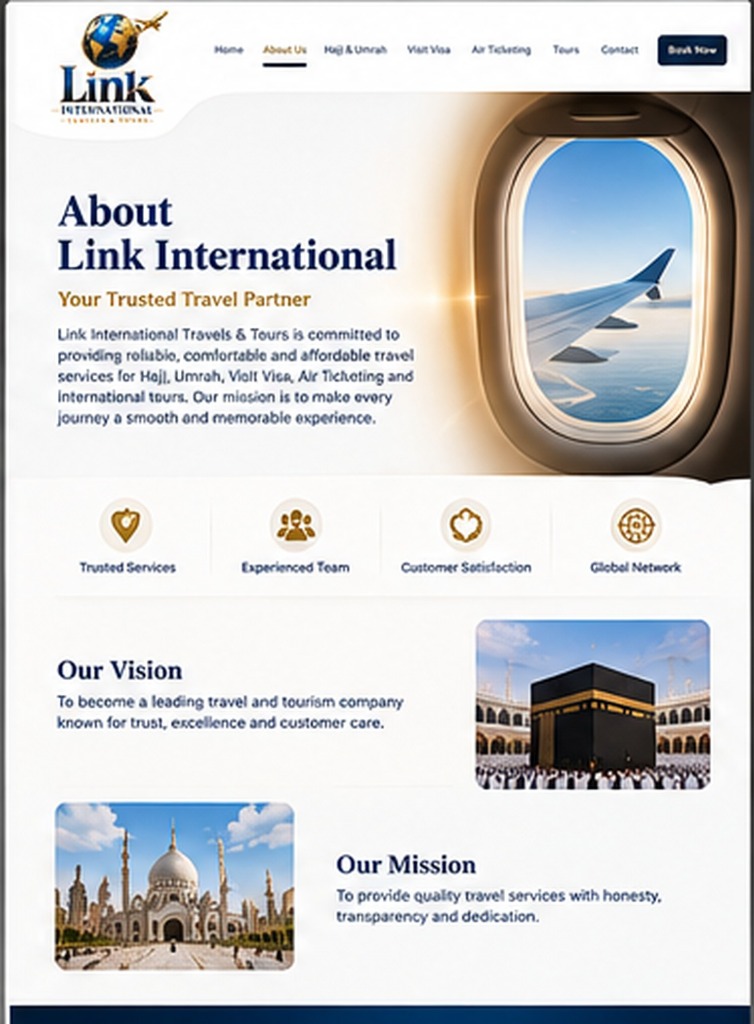 Link
INTERNATIONAL
TRAVELS & TOURS
Home
About Us
Hajj & Umrah
Visit Visa
Air Ticketing
Tours
Contact
Book Now
About
Link International
Your Trusted Travel Partner
Link International Travels & Tours is committed to
providing reliable, comfortable and affordable travel
services for Hajj, Umrah, Visit Visa, Air Ticketing and
international tours. Our mission is to make every
journey a smooth and memorable experience.
Trusted Services
Experienced Team
Customer Satisfaction
Global Network
Our Vision
To become a leading travel and tourism company
known for trust, excellence and customer care.
Our Mission
To provide quality travel services with honesty,
transparency and dedication.